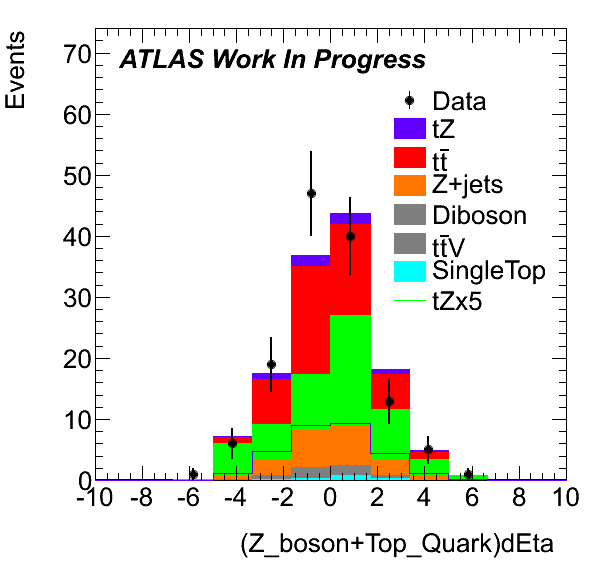 Events
70
60
50
40
30
20
10
0
ATLAS Work In Progress
Data
tZ
tt̄
Z+jets
Diboson
tt̄V
SingleTop
tZx5
-10 -8 -6 -4 -2 0 2 4 6 8 10
(Z_boson+Top_Quark)dEta